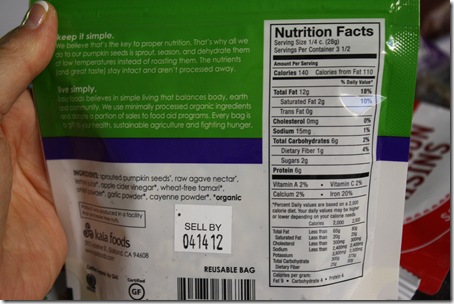 keep it simple.
We believe that's the key to proper nutrition. That's why all we
do to our pumpkin seeds is sprout, season, and dehydrate them
at low temperatures instead of roasting them. The nutrients
(and great taste) stay intact and aren't processed away.
live simply.
foods believes in simple living that balances body, earth
and community. We use minimally processed organic ingredients
and a portion of sales to food aid programs. Every bag is
health, sustainable agriculture and fighting hunger.
INGREDIENTS: sprouted pumpkin seeds*, raw agave nectar*,
apple cider vinegar*, wheat-free tamari*,
garlic powder*, cayenne powder*. *organic
produced in a facility
kaia foods
CA 94608
SELL BY
041412
REUSABLE BAG
Certified
GF
Nutrition Facts
Serving Size 1/4 c. (28g)
Servings Per Container 3 1/2
Amount Per Serving
Calories 140 Calories from Fat 110
% Daily Value*
Total Fat 12g 18%
Saturated Fat 2g 10%
Trans Fat 0g
Cholesterol 0mg 0%
Sodium 15mg 1%
Total Carbohydrates 6g 2%
Dietary Fiber 1g 4%
Sugars 2g
Protein 6g
Vitamin A 2% • Vitamin C 2%
Calcium 2% • Iron 20%
*Percent Daily values are based on a 2,000
calorie diet. Your daily values may be higher
or lower depending on your calorie needs
Calories 2,000 2,500
Total Fat Less than 65g 80g
Saturated Fat Less than 20g 25g
Cholesterol Less than 300mg 300mg
Sodium Less than
Potassium
Total Carbohydrate 300g 375g
Dietary Fiber 25g 30g
Calories per gram:
Fat 9 • Carbohydrate 4 • Protein 4